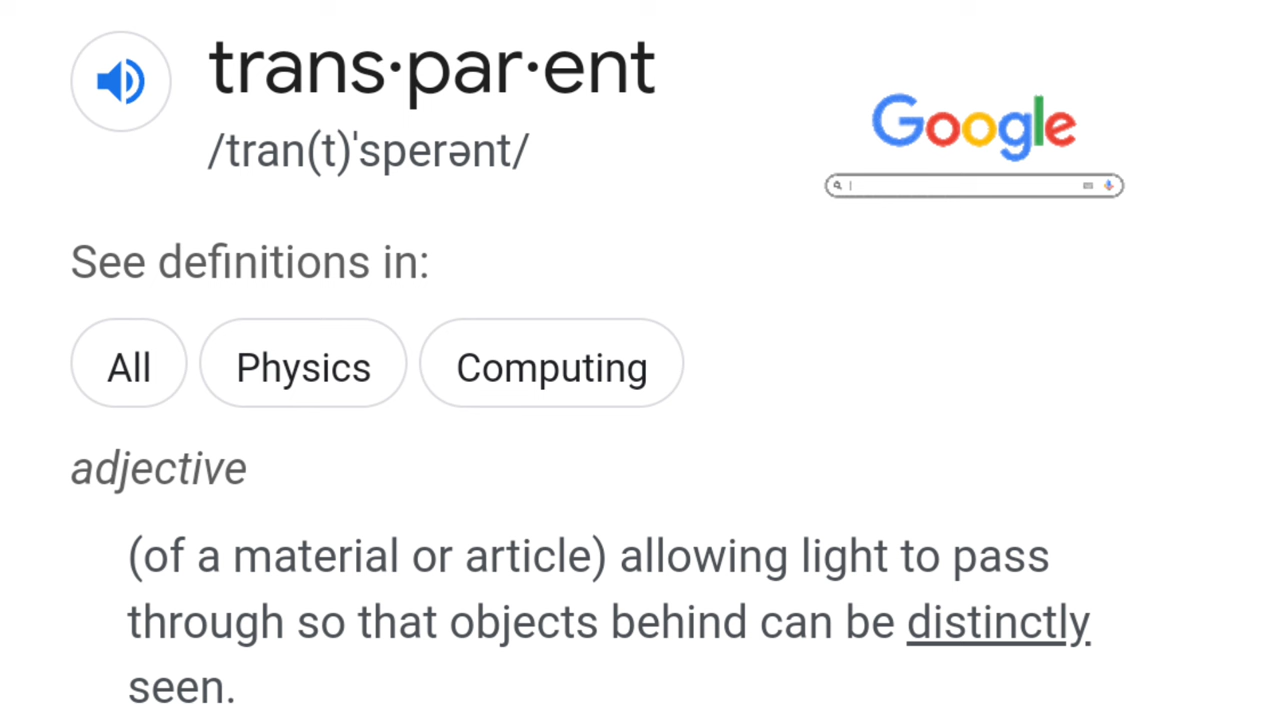 trans·par·ent
/tran(t)ˈsperənt/
Google
See definitions in:
All Physics Computing
adjective
(of a material or article) allowing light to pass
through so that objects behind can be distinctly
seen.